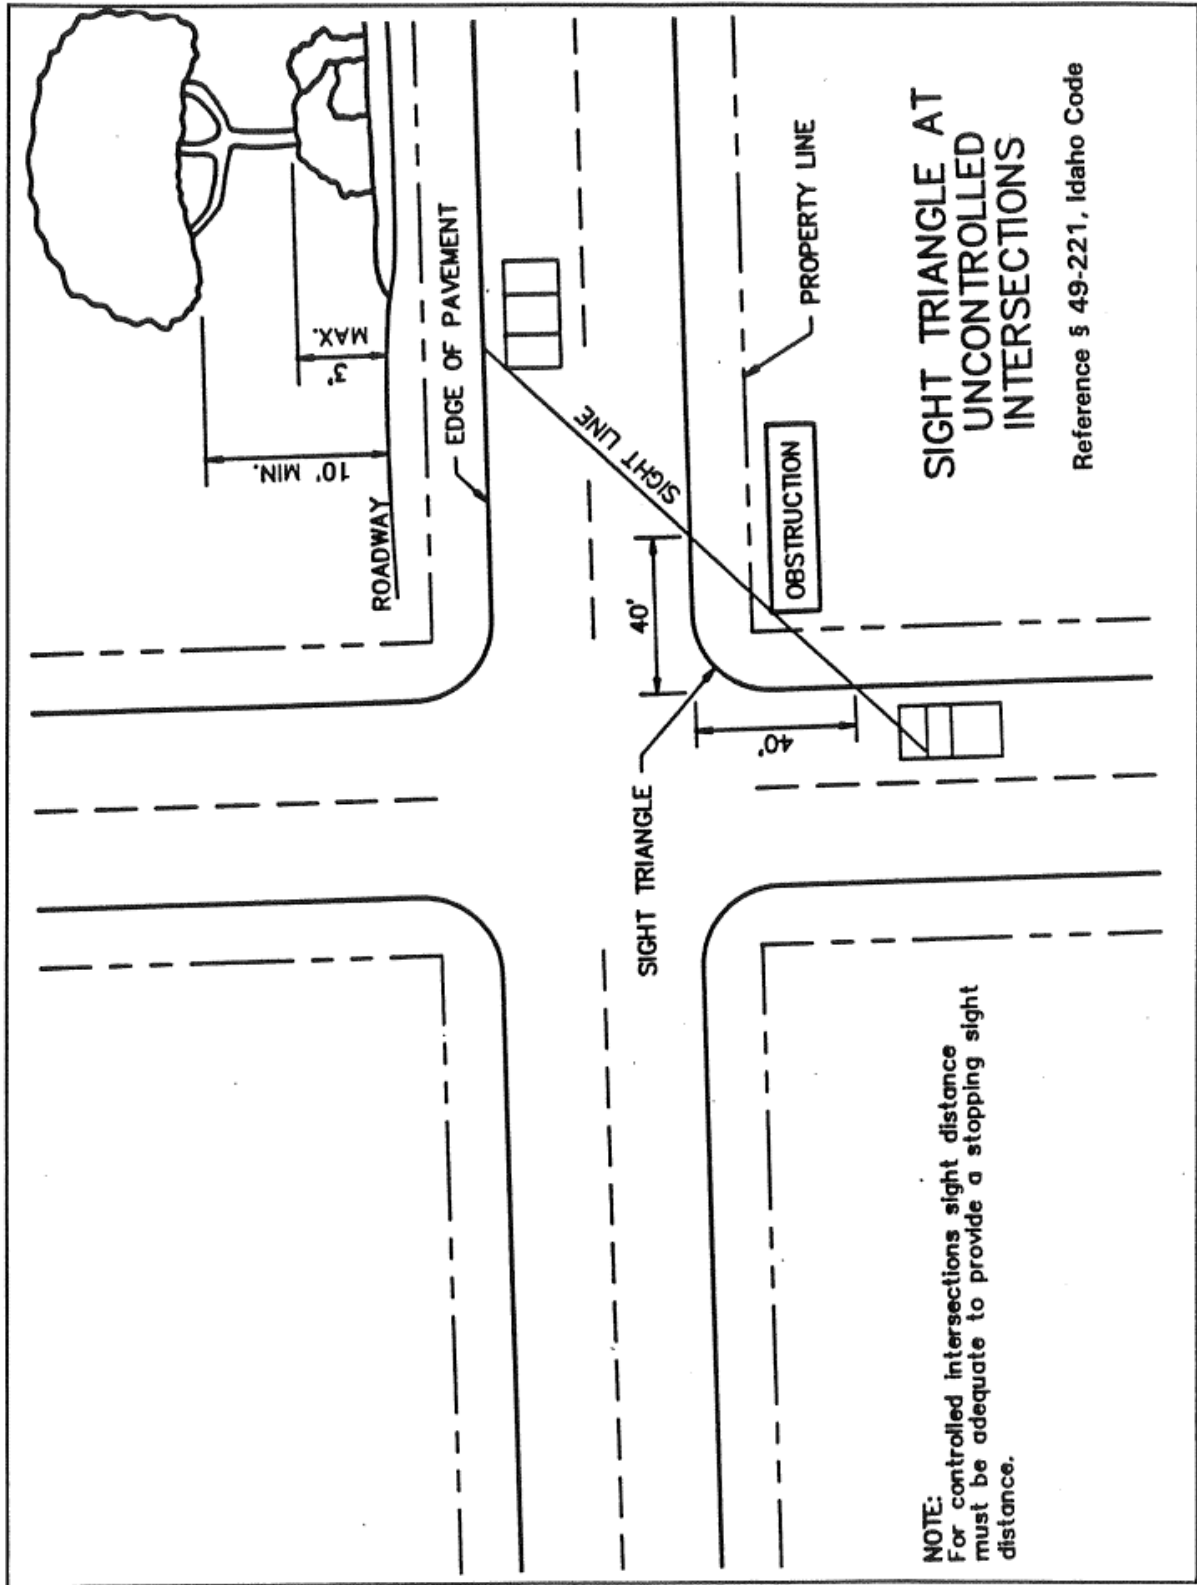 10' MIN.
3'
MAX.
ROADWAY
EDGE OF PAVEMENT
SIGHT LINE
40'
40'
SIGHT TRIANGLE
OBSTRUCTION
PROPERTY LINE
SIGHT TRIANGLE AT
UNCONTROLLED
INTERSECTIONS
Reference § 49-221, Idaho Code
NOTE:
For controlled intersections sight distance
must be adequate to provide a stopping sight
distance.